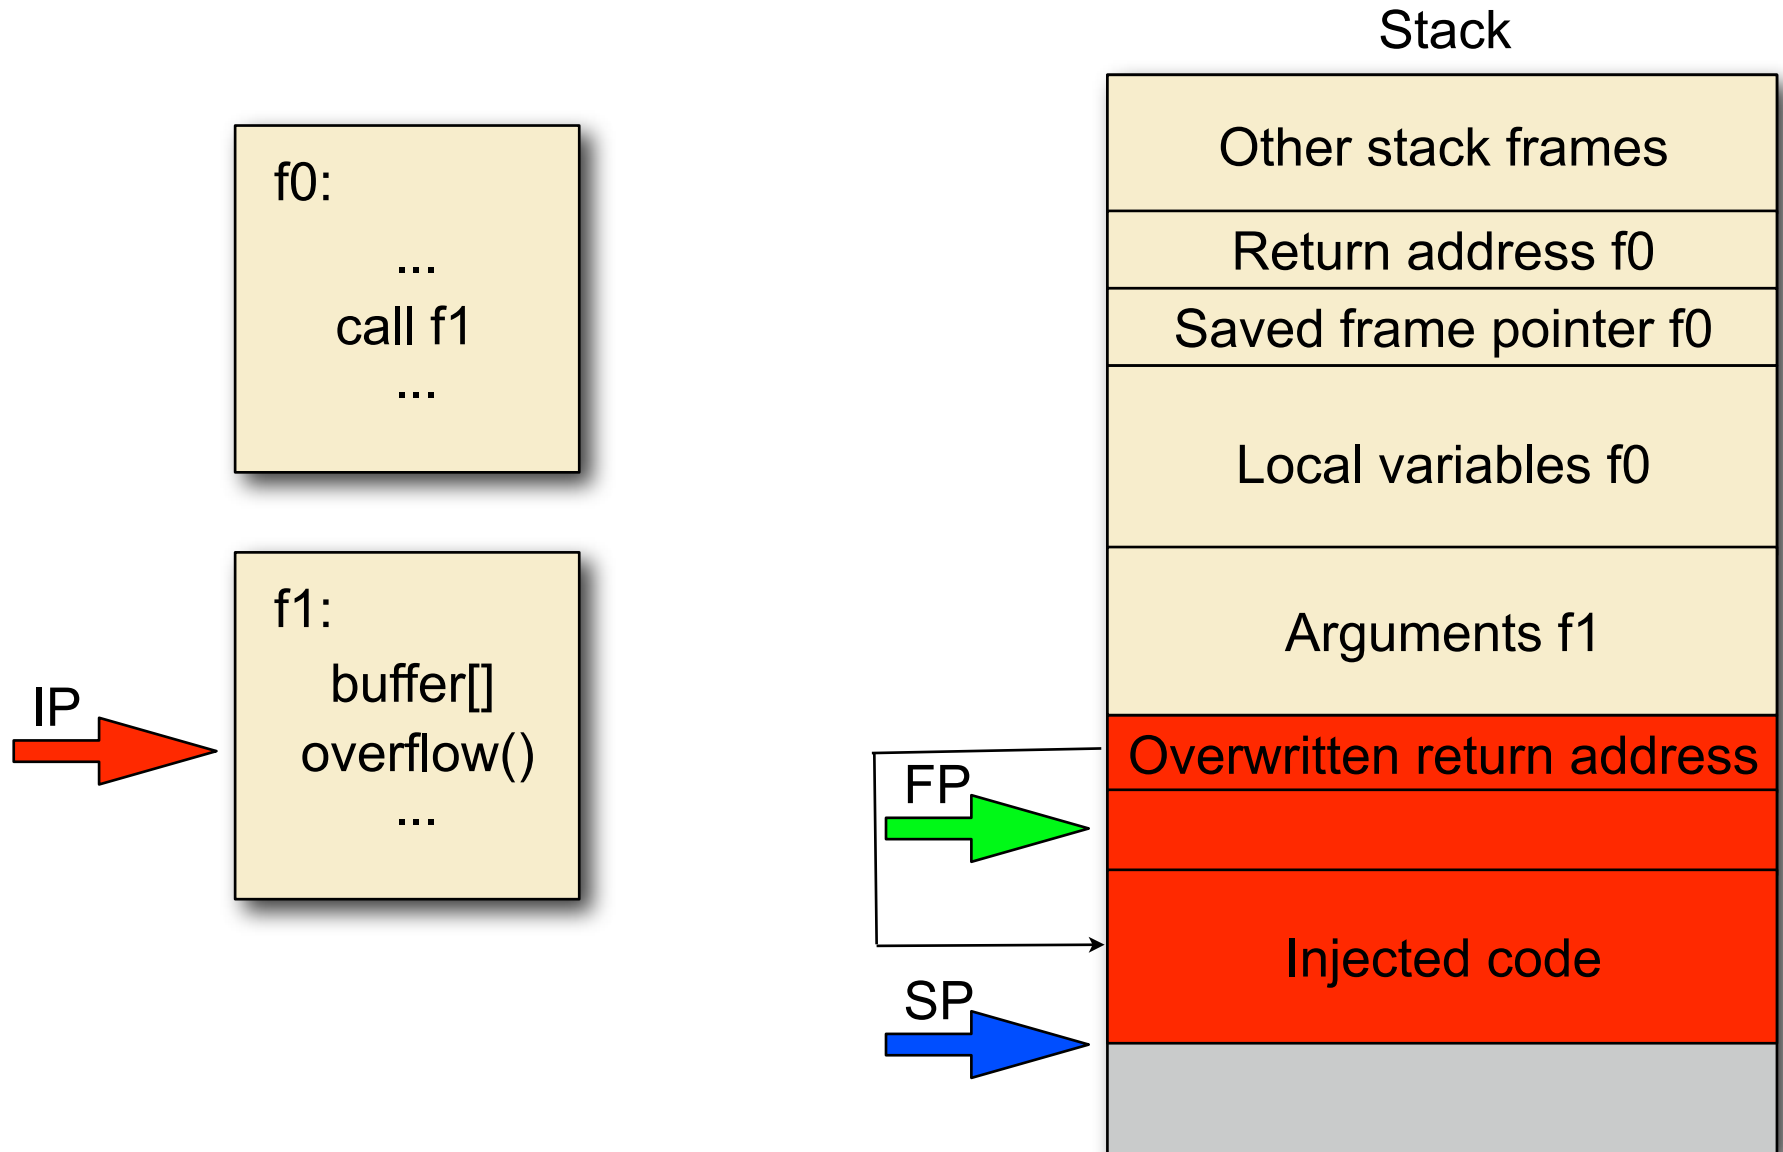 Stack
f0:
...
call f1
...
f1:
buffer[]
overflow()
...
IP
Other stack frames
Return address f0
Saved frame pointer f0
Local variables f0
Arguments f1
Overwritten return address
FP
Injected code
SP